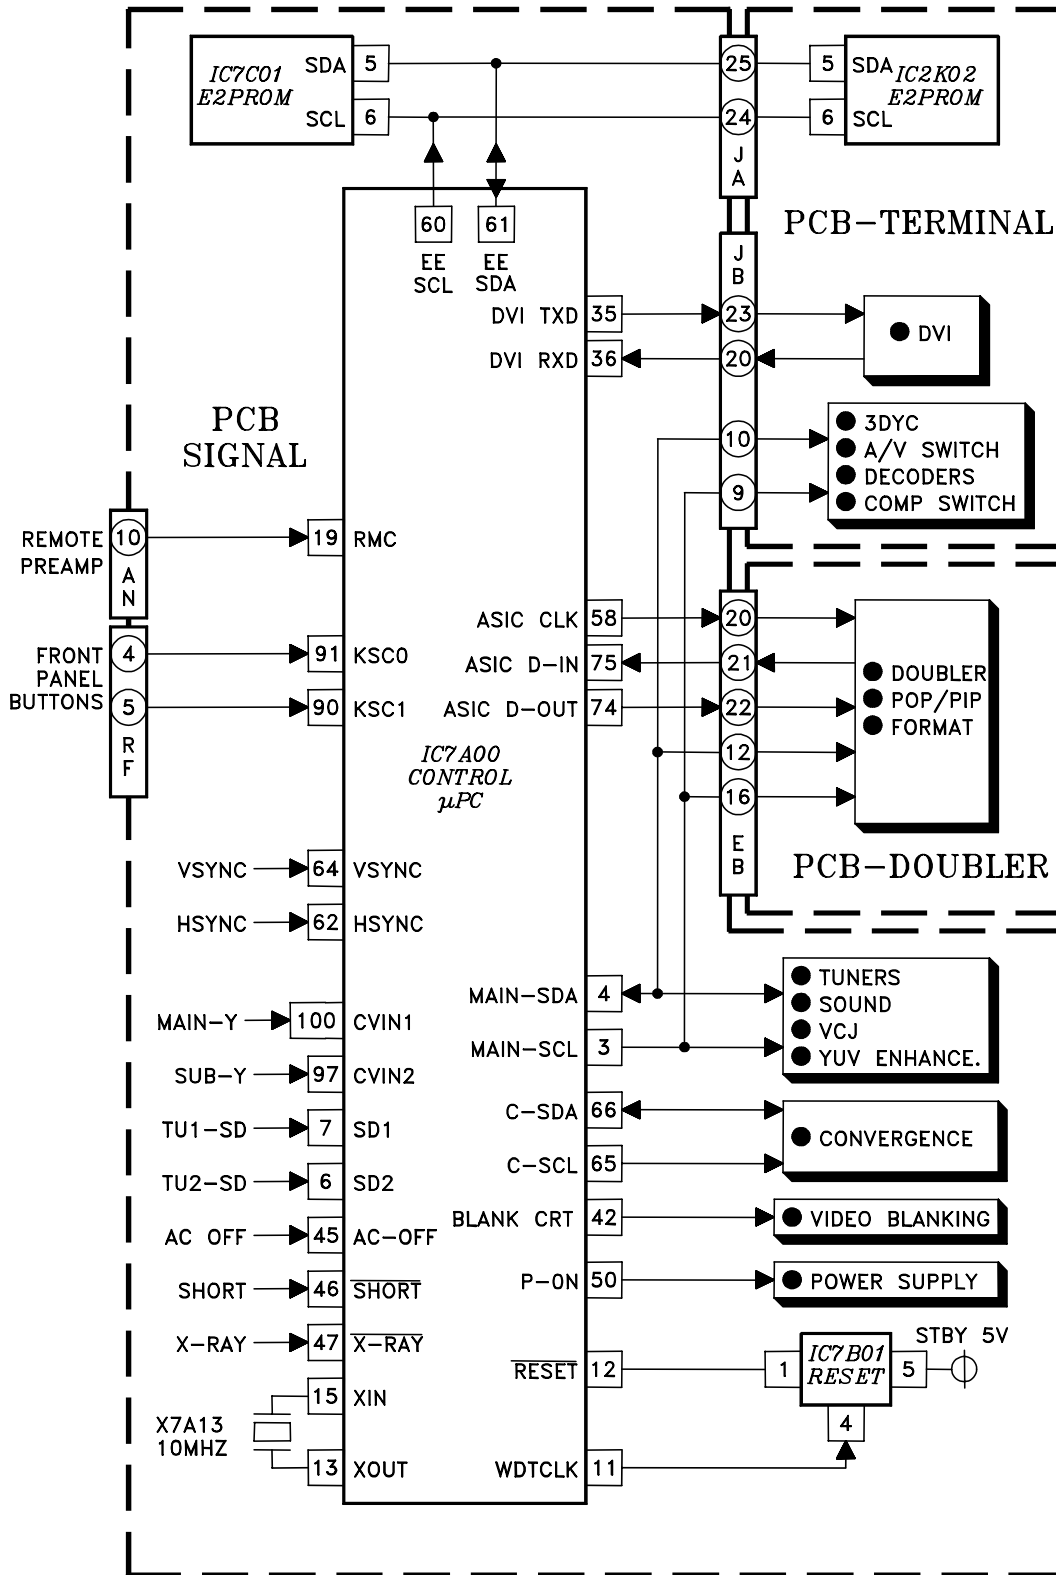 IC7C01
E2PROM
SDA 5
SCL 6
25
24
J
A
5 SDA
6 SCL
IC2K02
E2PROM
PCB-TERMINAL
60
EE
SCL
61
EE
SDA
J
B
DVI TXD 35
23
DVI
DVI RXD 36
20
PCB
SIGNAL
10
9
3DYC
A/V SWITCH
DECODERS
COMP SWITCH
REMOTE
PREAMP
10
A
N
19 RMC
FRONT
PANEL
BUTTONS
4
5
R
F
91 KSC0
90 KSC1
ASIC CLK 58
ASIC D-IN 75
ASIC D-OUT 74
20
21
22
12
16
E
B
DOUBLER
POP/PIP
FORMAT
PCB-DOUBLER
IC7A00
CONTROL
µPC
VSYNC 64 VSYNC
HSYNC 62 HSYNC
MAIN-Y 100 CVIN1
SUB-Y 97 CVIN2
TU1-SD 7 SD1
TU2-SD 6 SD2
AC OFF 45 AC-OFF
SHORT 46 SHORT
X-RAY 47 X-RAY
15 XIN
X7A13
10MHZ
13 XOUT
MAIN-SDA 4
MAIN-SCL 3
TUNERS
SOUND
VCJ
YUV ENHANCE.
C-SDA 66
C-SCL 65
CONVERGENCE
BLANK CRT 42
VIDEO BLANKING
P-ON 50
POWER SUPPLY
RESET 12
1
IC7B01
RESET
5
STBY 5V
4
WDTCLK 11